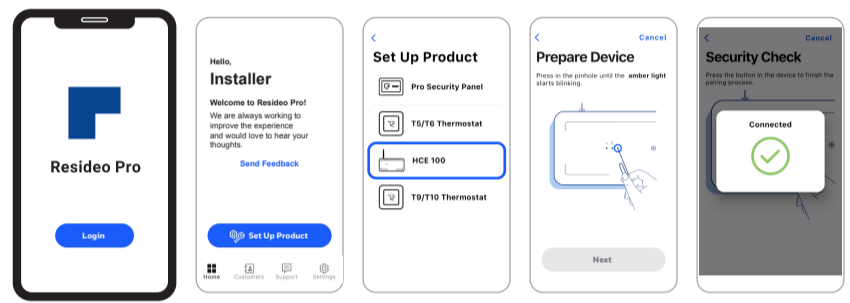 Resideo Pro
Login
Hello,
Installer
Welcome to Resideo Pro!
We are always working to
improve the experience
and would love to hear your
thoughts.
Send Feedback
Set Up Product
Home
Customers
Support
Settings
Set Up Product
Pro Security Panel
T5/T6 Thermostat
HCE 100
T9/T10 Thermostat
Cancel
Prepare Device
Press in the pinhole until the amber light
starts blinking.
Next
Cancel
Security Check
Press the button in the device to finish the
pairing process.
Connected